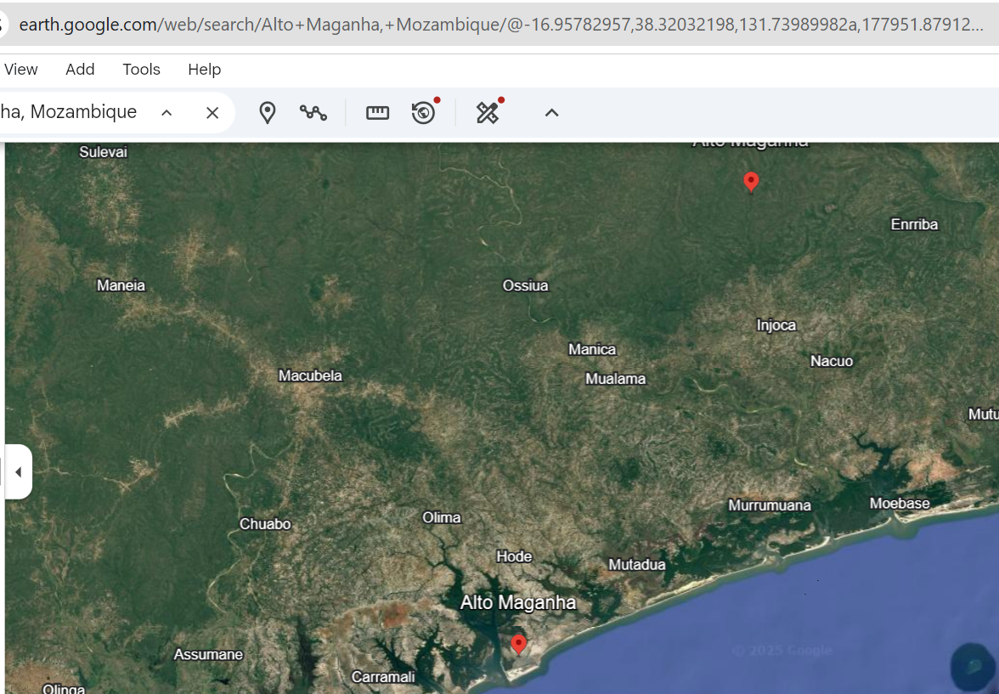 earth.google.com/web/search/Alto+Maganha,+Mozambique/@-16.95782957,38.32032198,131.73989982a,177951.87912...
View Add Tools Help
ha, Mozambique
Alto Maganha
Sulevai
Enrriba
Maneia
Ossiua
Injoca
Manica
Nacuo
Macubela
Mualama
Mutu
Murrumuana
Moebase
Olima
Chuabo
Hode
Mutadua
Alto Maganha
© 2025 Google
Assumane
Carramali
Olinga